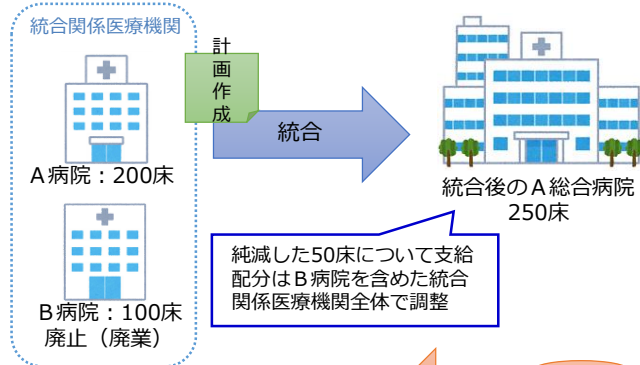 統合関係医療機関
計
画
作
成
統合
A病院：200床
統合後のA総合病院
250床
純減した50床について支給
配分はB病院を含めた統合
関係医療機関全体で調整
B病院：100床
廃止（廃業）